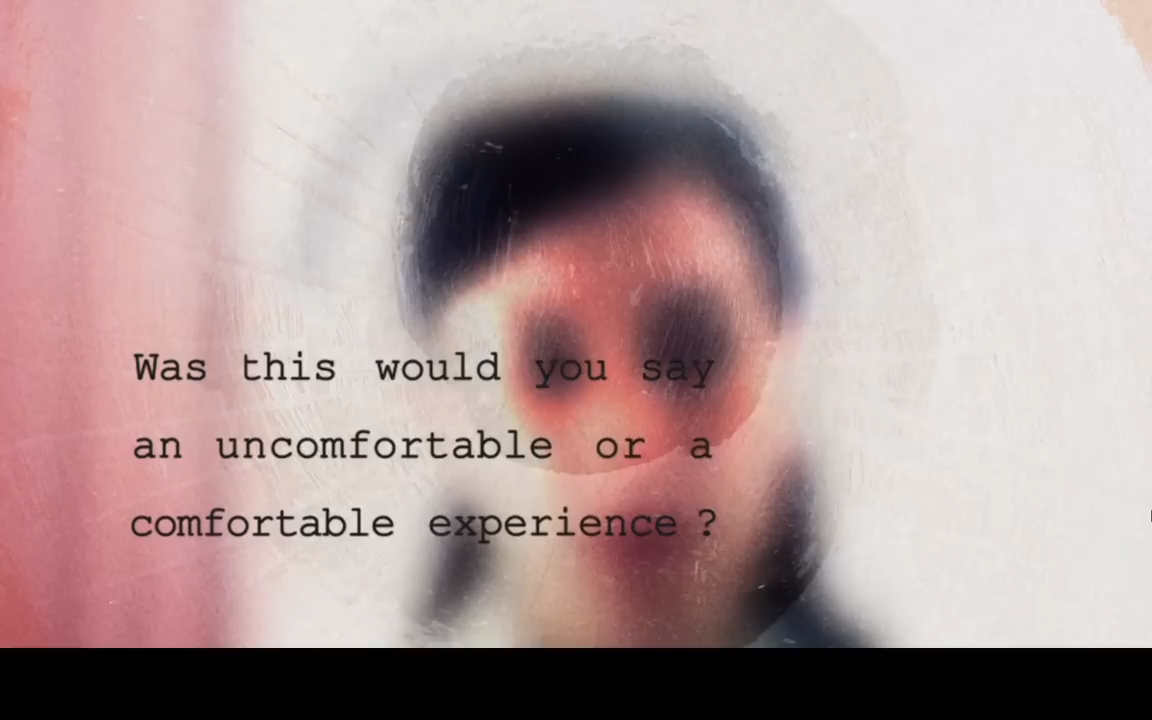 Was this would you say
an uncomfortable or a
comfortable experience ?